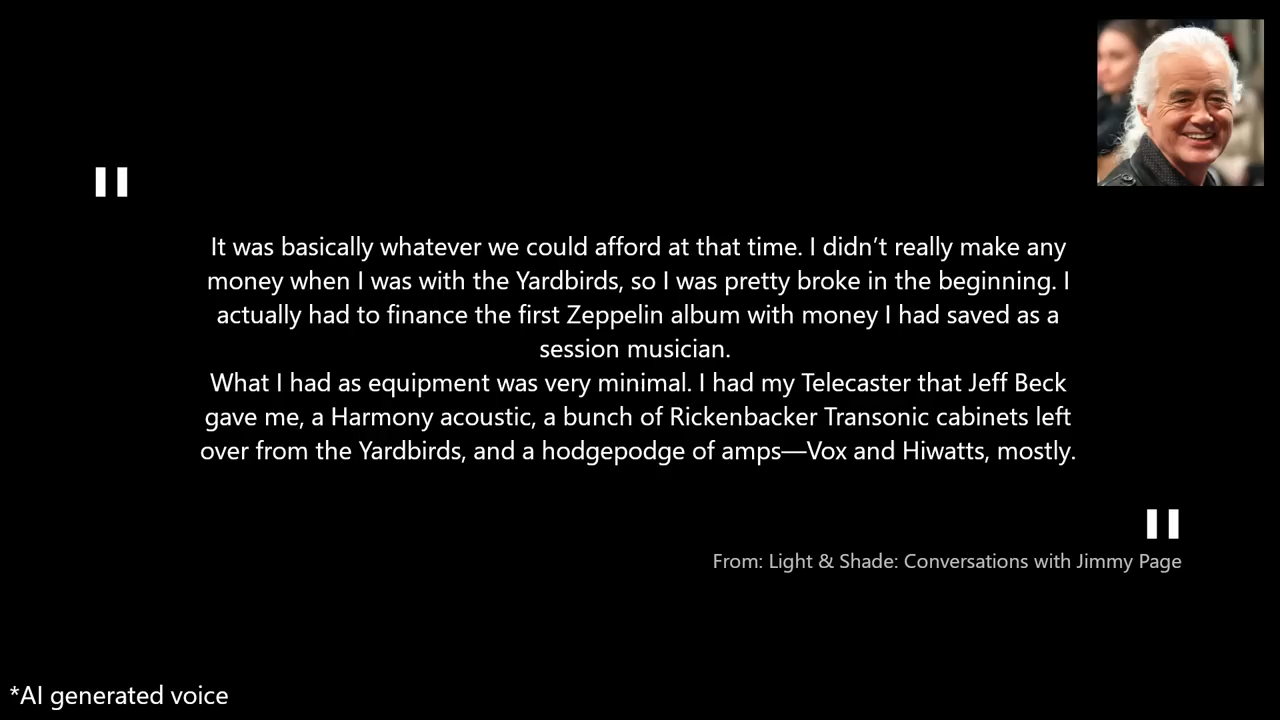 "
It was basically whatever we could afford at that time. I didn’t really make any
money when I was with the Yardbirds, so I was pretty broke in the beginning. I
actually had to finance the first Zeppelin album with money I had saved as a
session musician.
What I had as equipment was very minimal. I had my Telecaster that Jeff Beck
gave me, a Harmony acoustic, a bunch of Rickenbacker Transonic cabinets left
over from the Yardbirds, and a hodgepodge of amps—Vox and Hiwatts, mostly.
"
From: Light & Shade: Conversations with Jimmy Page
*AI generated voice